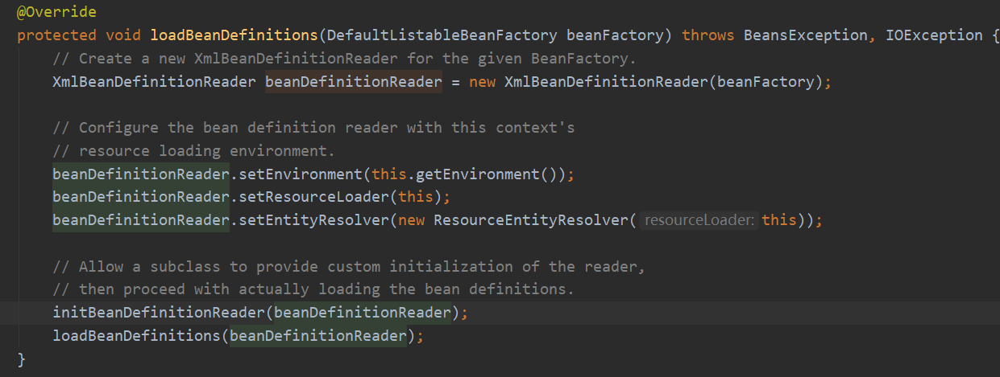 @Override
protected void loadBeanDefinitions(DefaultListableBeanFactory beanFactory) throws BeansException, IOException {
// Create a new XmlBeanDefinitionReader for the given BeanFactory.
XmlBeanDefinitionReader beanDefinitionReader = new XmlBeanDefinitionReader(beanFactory);
// Configure the bean definition reader with this context's
// resource loading environment.
beanDefinitionReader.setEnvironment(this.getEnvironment());
beanDefinitionReader.setResourceLoader(this);
beanDefinitionReader.setEntityResolver(new ResourceEntityResolver( resourceLoader: this));
// Allow a subclass to provide custom initialization of the reader,
// then proceed with actually loading the bean definitions.
initBeanDefinitionReader(beanDefinitionReader);
loadBeanDefinitions(beanDefinitionReader);
}